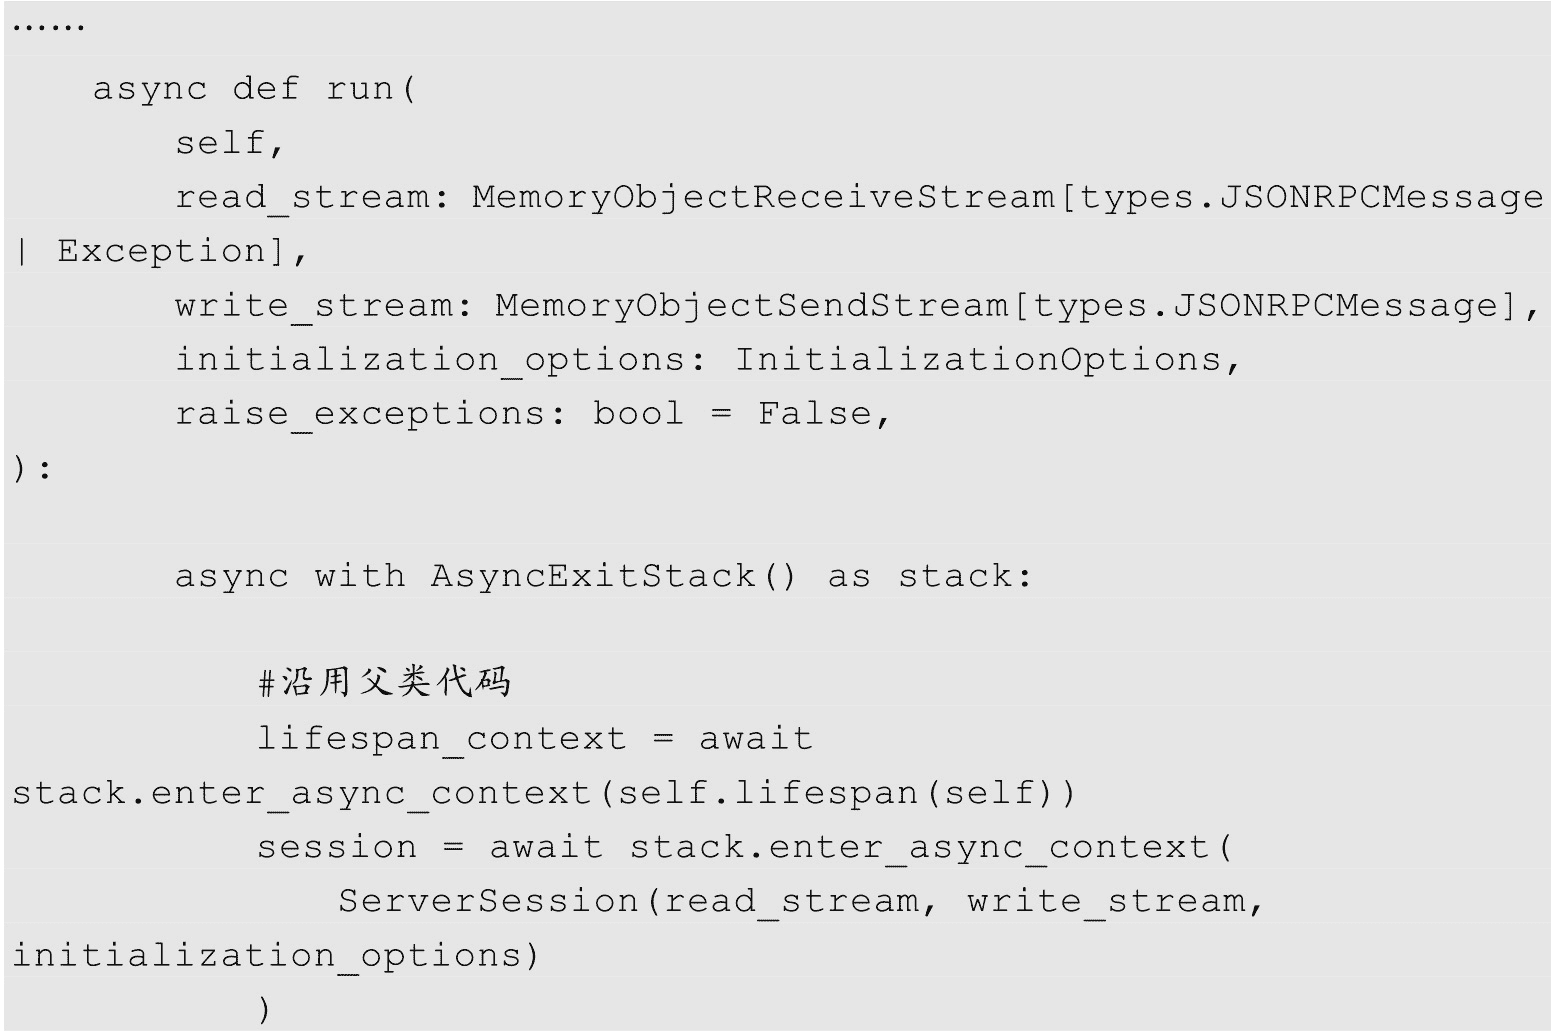 ……
    async def run(
        self,
        read_stream: MemoryObjectReceiveStream[types.JSONRPCMessage
| Exception],
        write_stream: MemoryObjectSendStream[types.JSONRPCMessage],
        initialization_options: InitializationOptions,
        raise_exceptions: bool = False,
):
        async with AsyncExitStack() as stack:
            #沿用父类代码
            lifespan_context = await
stack.enter_async_context(self.lifespan(self))
            session = await stack.enter_async_context(
                ServerSession(read_stream, write_stream,
initialization_options)
            )